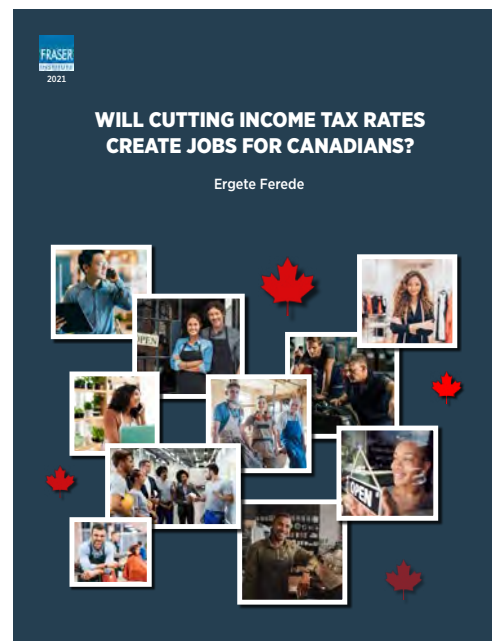 FRASER
INSTITUTE
2021
WILL CUTTING INCOME TAX RATES
CREATE JOBS FOR CANADIANS?
Ergete Ferede
OPEN
OPEN